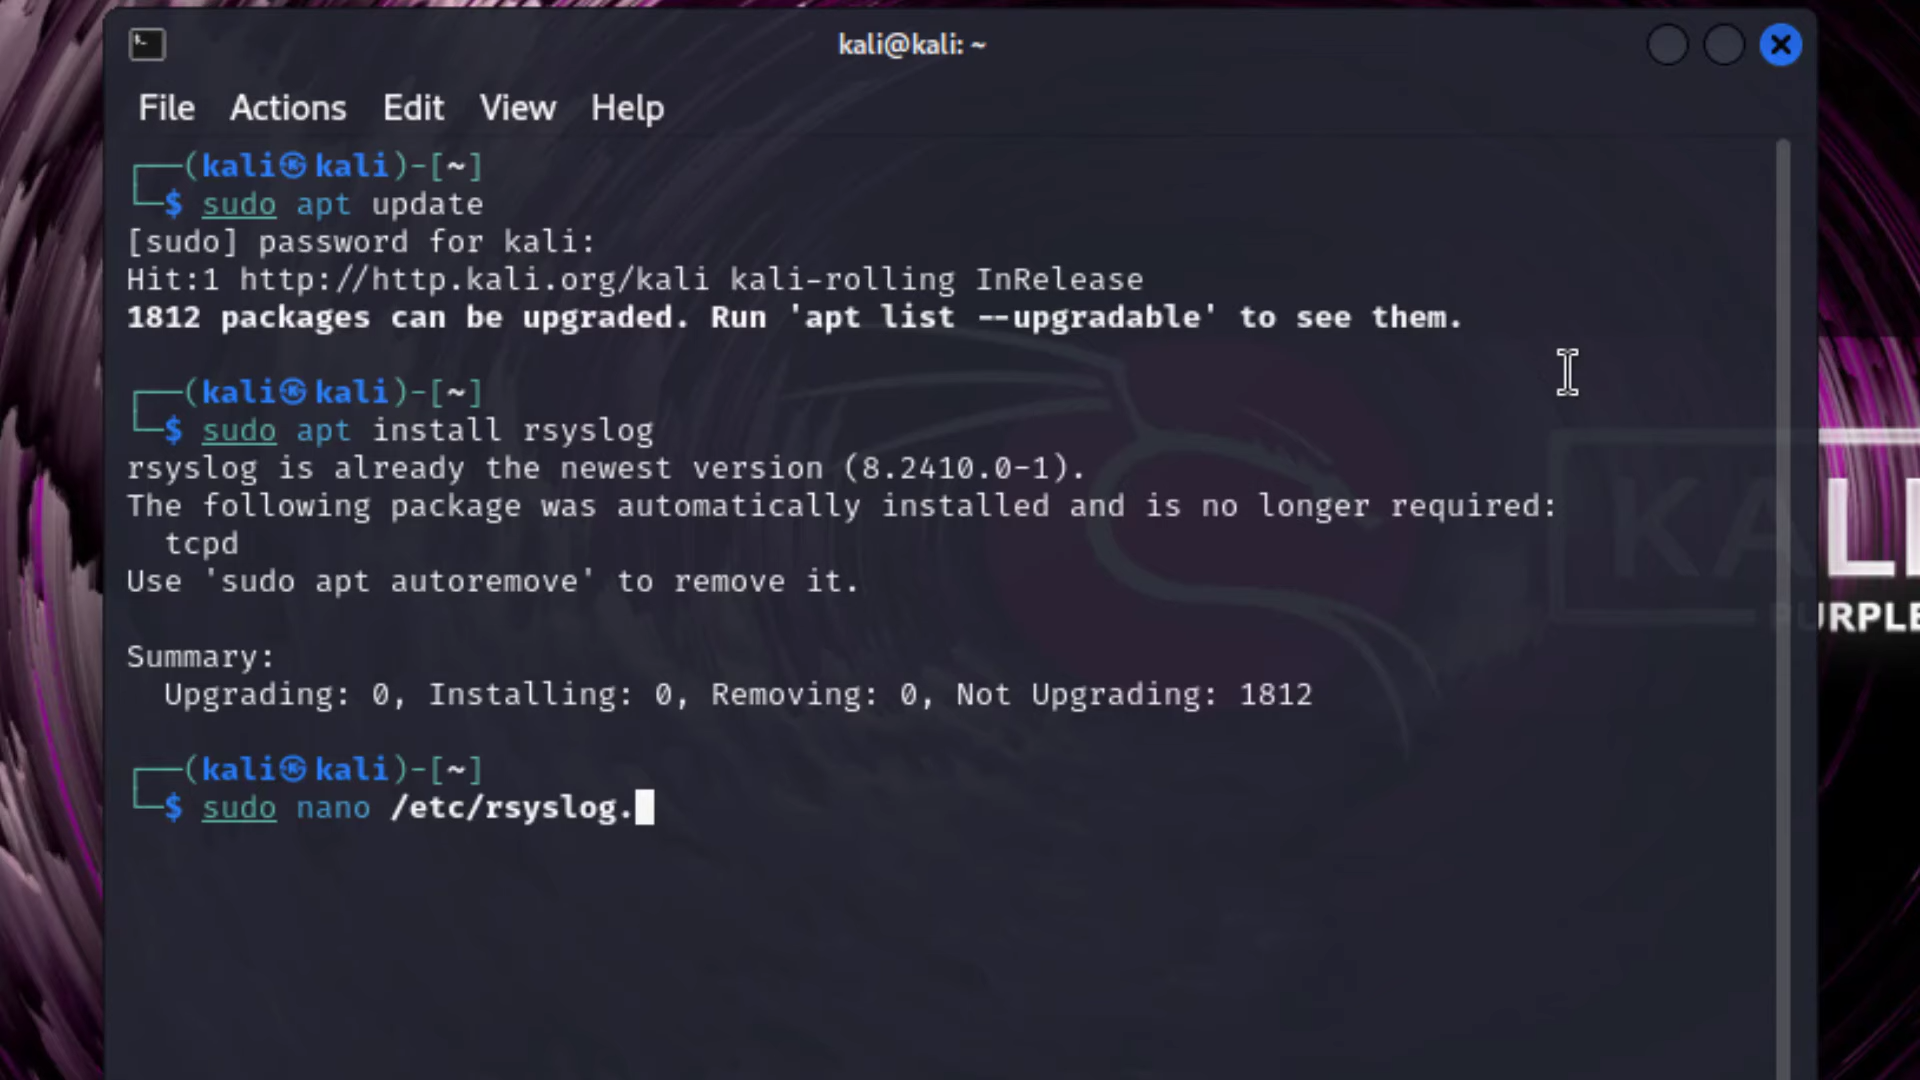 kali@kali: ~
File Actions Edit View Help
┌──(kali㉿kali)-[~]
└─$ sudo apt update
[sudo] password for kali:
Hit:1 http://http.kali.org/kali kali-rolling InRelease
1812 packages can be upgraded. Run 'apt list --upgradable' to see them.
┌──(kali㉿kali)-[~]
└─$ sudo apt install rsyslog
rsyslog is already the newest version (8.2410.0-1).
The following package was automatically installed and is no longer required:
tcpd
Use 'sudo apt autoremove' to remove it.
Summary:
Upgrading: 0, Installing: 0, Removing: 0, Not Upgrading: 1812
┌──(kali㉿kali)-[~]
└─$ sudo nano /etc/rsyslog.
KALI
PURPLE